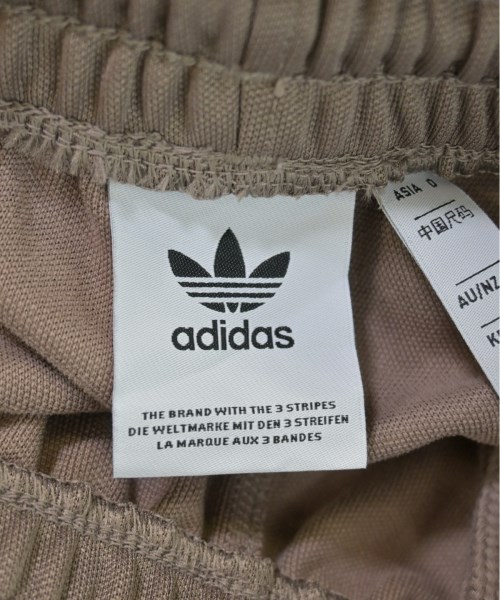 adidas
THE BRAND WITH THE 3 STRIPES
DIE WELTMARKE MIT DEN 3 STREIFEN
LA MARQUE AUX 3 BANDES
ASIA O
中国尺码
AU/NZ